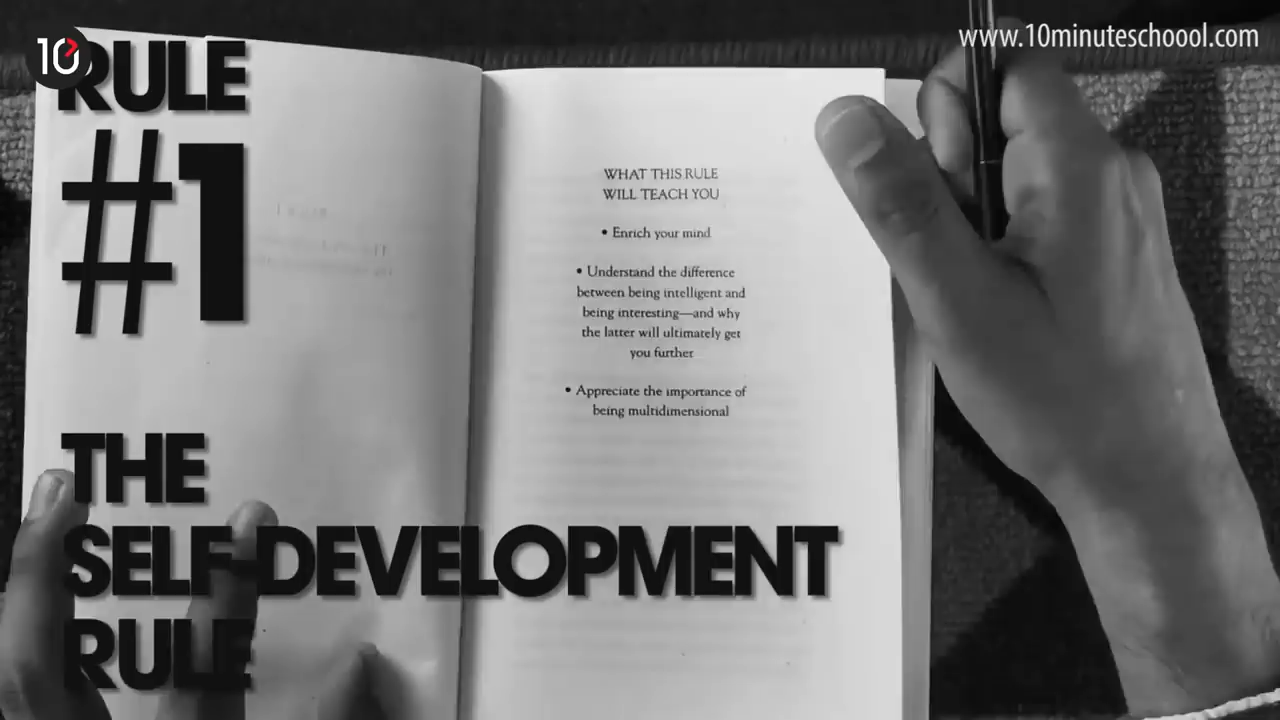 10
www.10minuteschoool.com
RULE
#1
THE
SELF-DEVELOPMENT
RULE
WHAT THIS RULE
WILL TEACH YOU
• Enrich your mind
• Understand the difference
between being intelligent and
being interesting—and why
the latter will ultimately get
you further
• Appreciate the importance of
being multidimensional